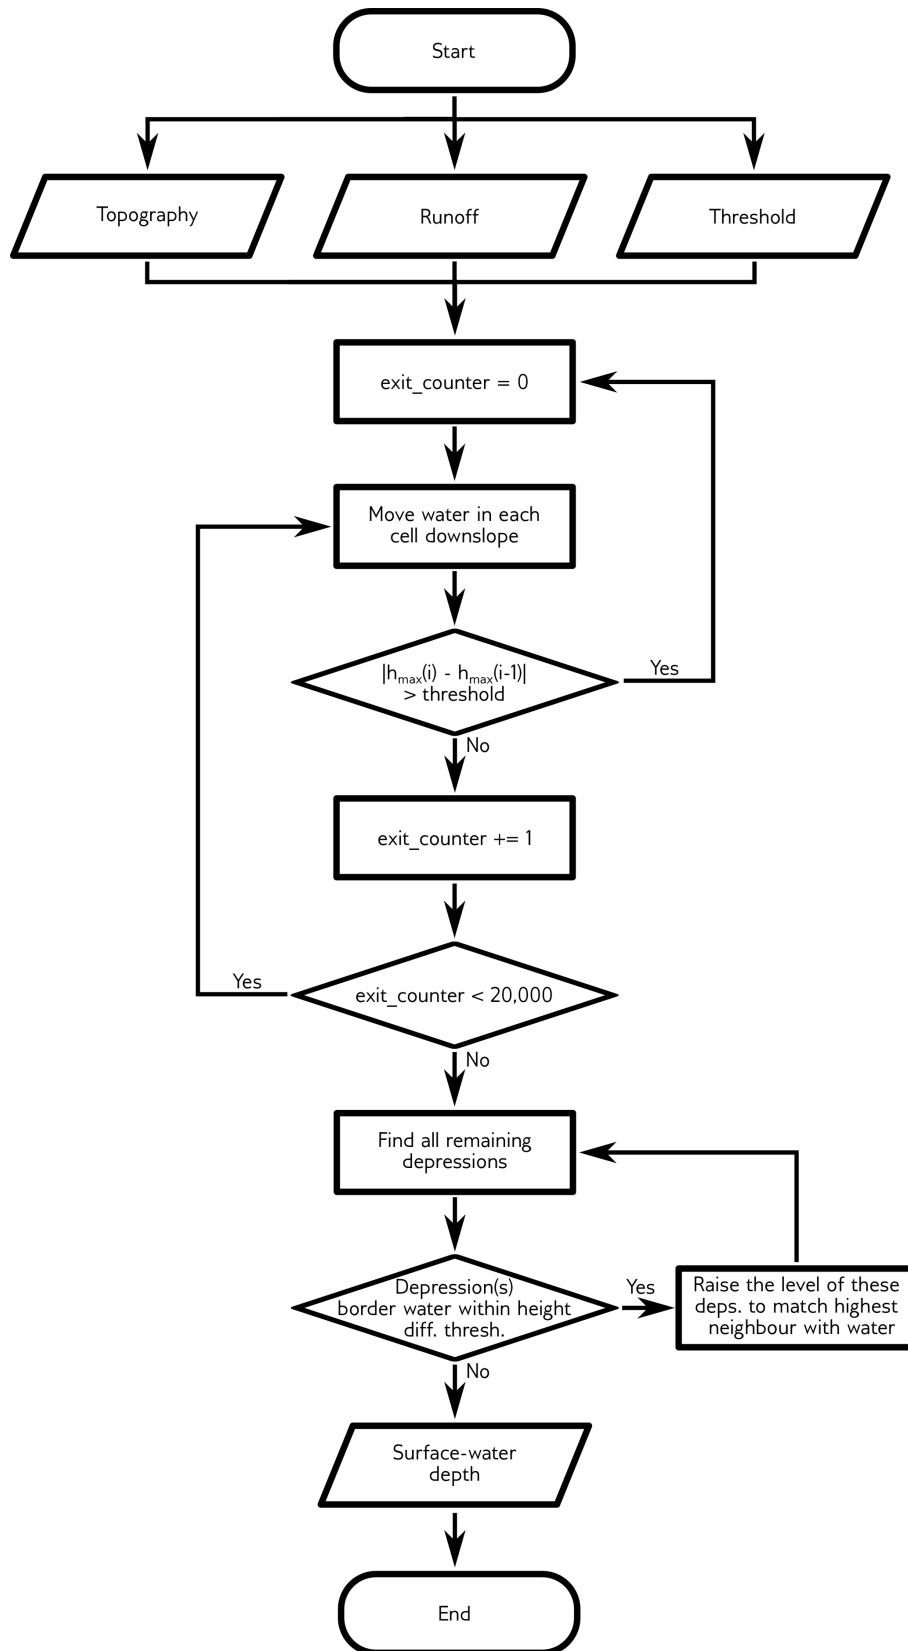 Start
Topography
Runoff
Threshold
exit_counter = 0
Move water in each
cell downslope
|hmax(i) - hmax(i-1)|
> threshold
Yes
No
exit_counter += 1
exit_counter < 20,000
Yes
No
Find all remaining
depressions
Depression(s)
border water within height
diff. thresh.
Yes
Raise the level of these
deps. to match highest
neighbour with water
No
Surface-water
depth
End